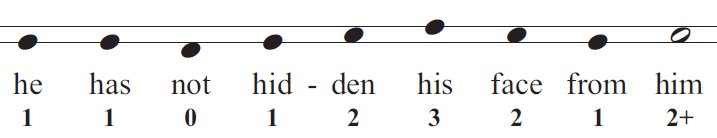 he has not hid - den his face from him
1 1 0 1 2 3 2 1 2+